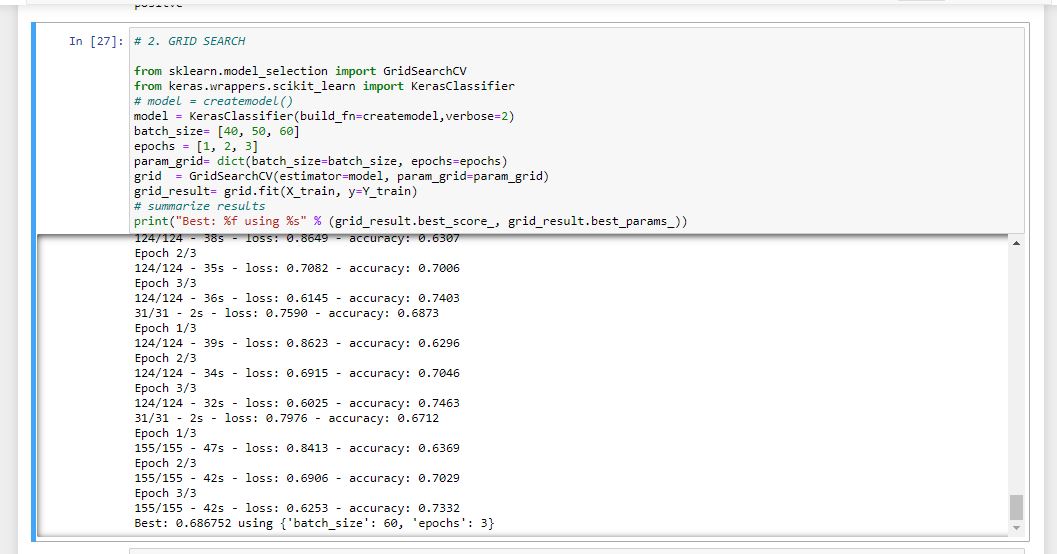 positve
In [27]: # 2. GRID SEARCH
from sklearn.model_selection import GridSearchCV
from keras.wrappers.scikit_learn import KerasClassifier
# model = createmodel()
model = KerasClassifier(build_fn=createmodel,verbose=2)
batch_size= [40, 50, 60]
epochs = [1, 2, 3]
param_grid= dict(batch_size=batch_size, epochs=epochs)
grid  = GridSearchCV(estimator=model, param_grid=param_grid)
grid_result= grid.fit(X_train, y=Y_train)
# summarize results
print("Best: %f using %s" % (grid_result.best_score_, grid_result.best_params_))
124/124 - 38s - loss: 0.8649 - accuracy: 0.6307
Epoch 2/3
124/124 - 35s - loss: 0.7082 - accuracy: 0.7006
Epoch 3/3
124/124 - 36s - loss: 0.6145 - accuracy: 0.7403
31/31 - 2s - loss: 0.7590 - accuracy: 0.6873
Epoch 1/3
124/124 - 39s - loss: 0.8623 - accuracy: 0.6296
Epoch 2/3
124/124 - 34s - loss: 0.6915 - accuracy: 0.7046
Epoch 3/3
124/124 - 32s - loss: 0.6025 - accuracy: 0.7463
31/31 - 2s - loss: 0.7976 - accuracy: 0.6712
Epoch 1/3
155/155 - 47s - loss: 0.8413 - accuracy: 0.6369
Epoch 2/3
155/155 - 42s - loss: 0.6906 - accuracy: 0.7029
Epoch 3/3
155/155 - 42s - loss: 0.6253 - accuracy: 0.7332
Best: 0.686752 using {'batch_size': 60, 'epochs': 3}